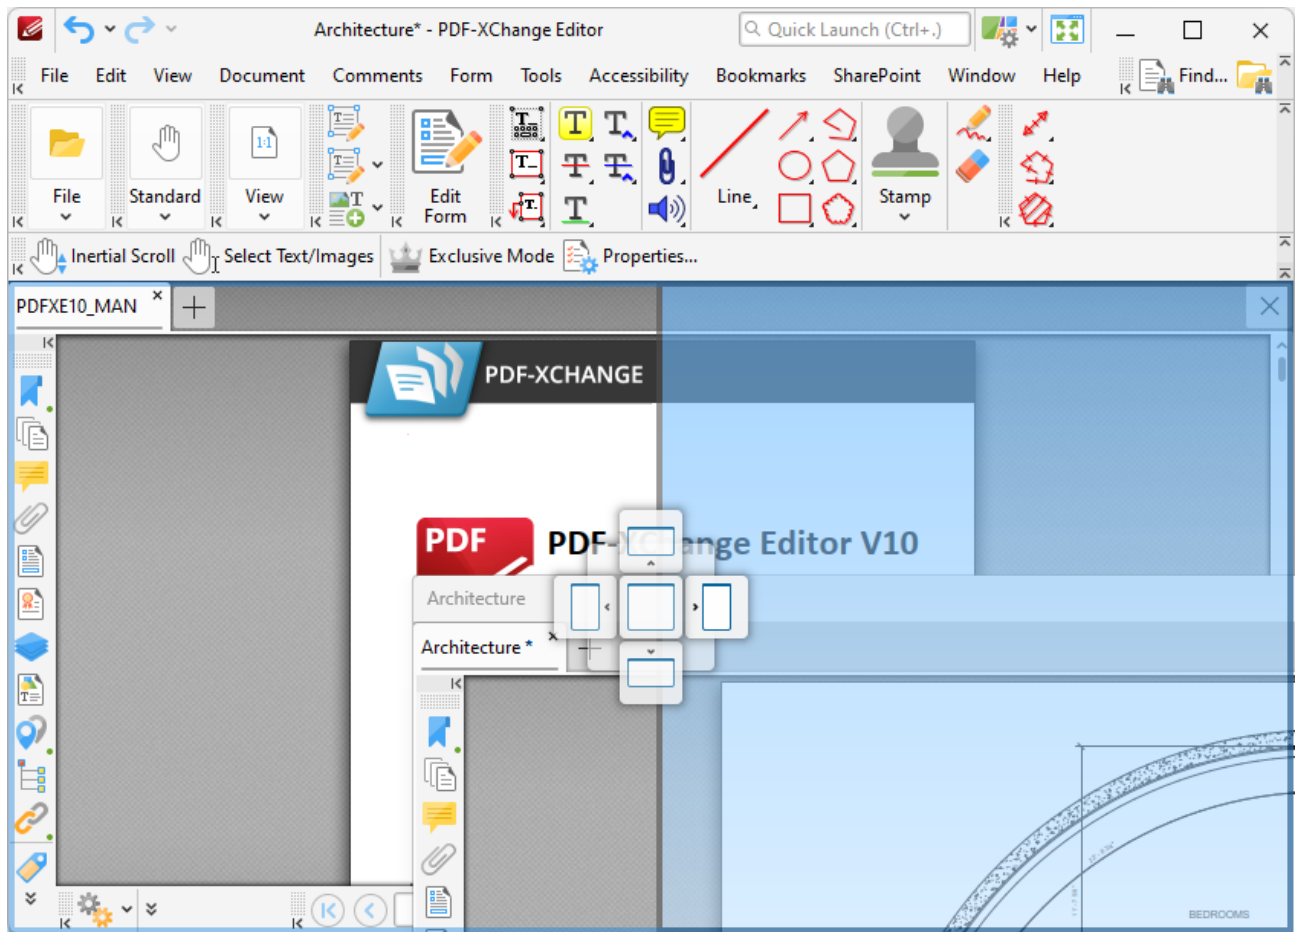 Architecture* - PDF-XChange Editor
Quick Launch (Ctrl+.)
File Edit View Document Comments Form Tools Accessibility Bookmarks SharePoint Window Help Find...
File
Standard
1:1
View
Edit
Form
Line
Stamp
Inertial Scroll Select Text/Images Exclusive Mode Properties...
PDFXE10_MAN
PDF-XCHANGE
PDF
PDF-XChange Editor V10
Architecture
Architecture *
BEDROOMS